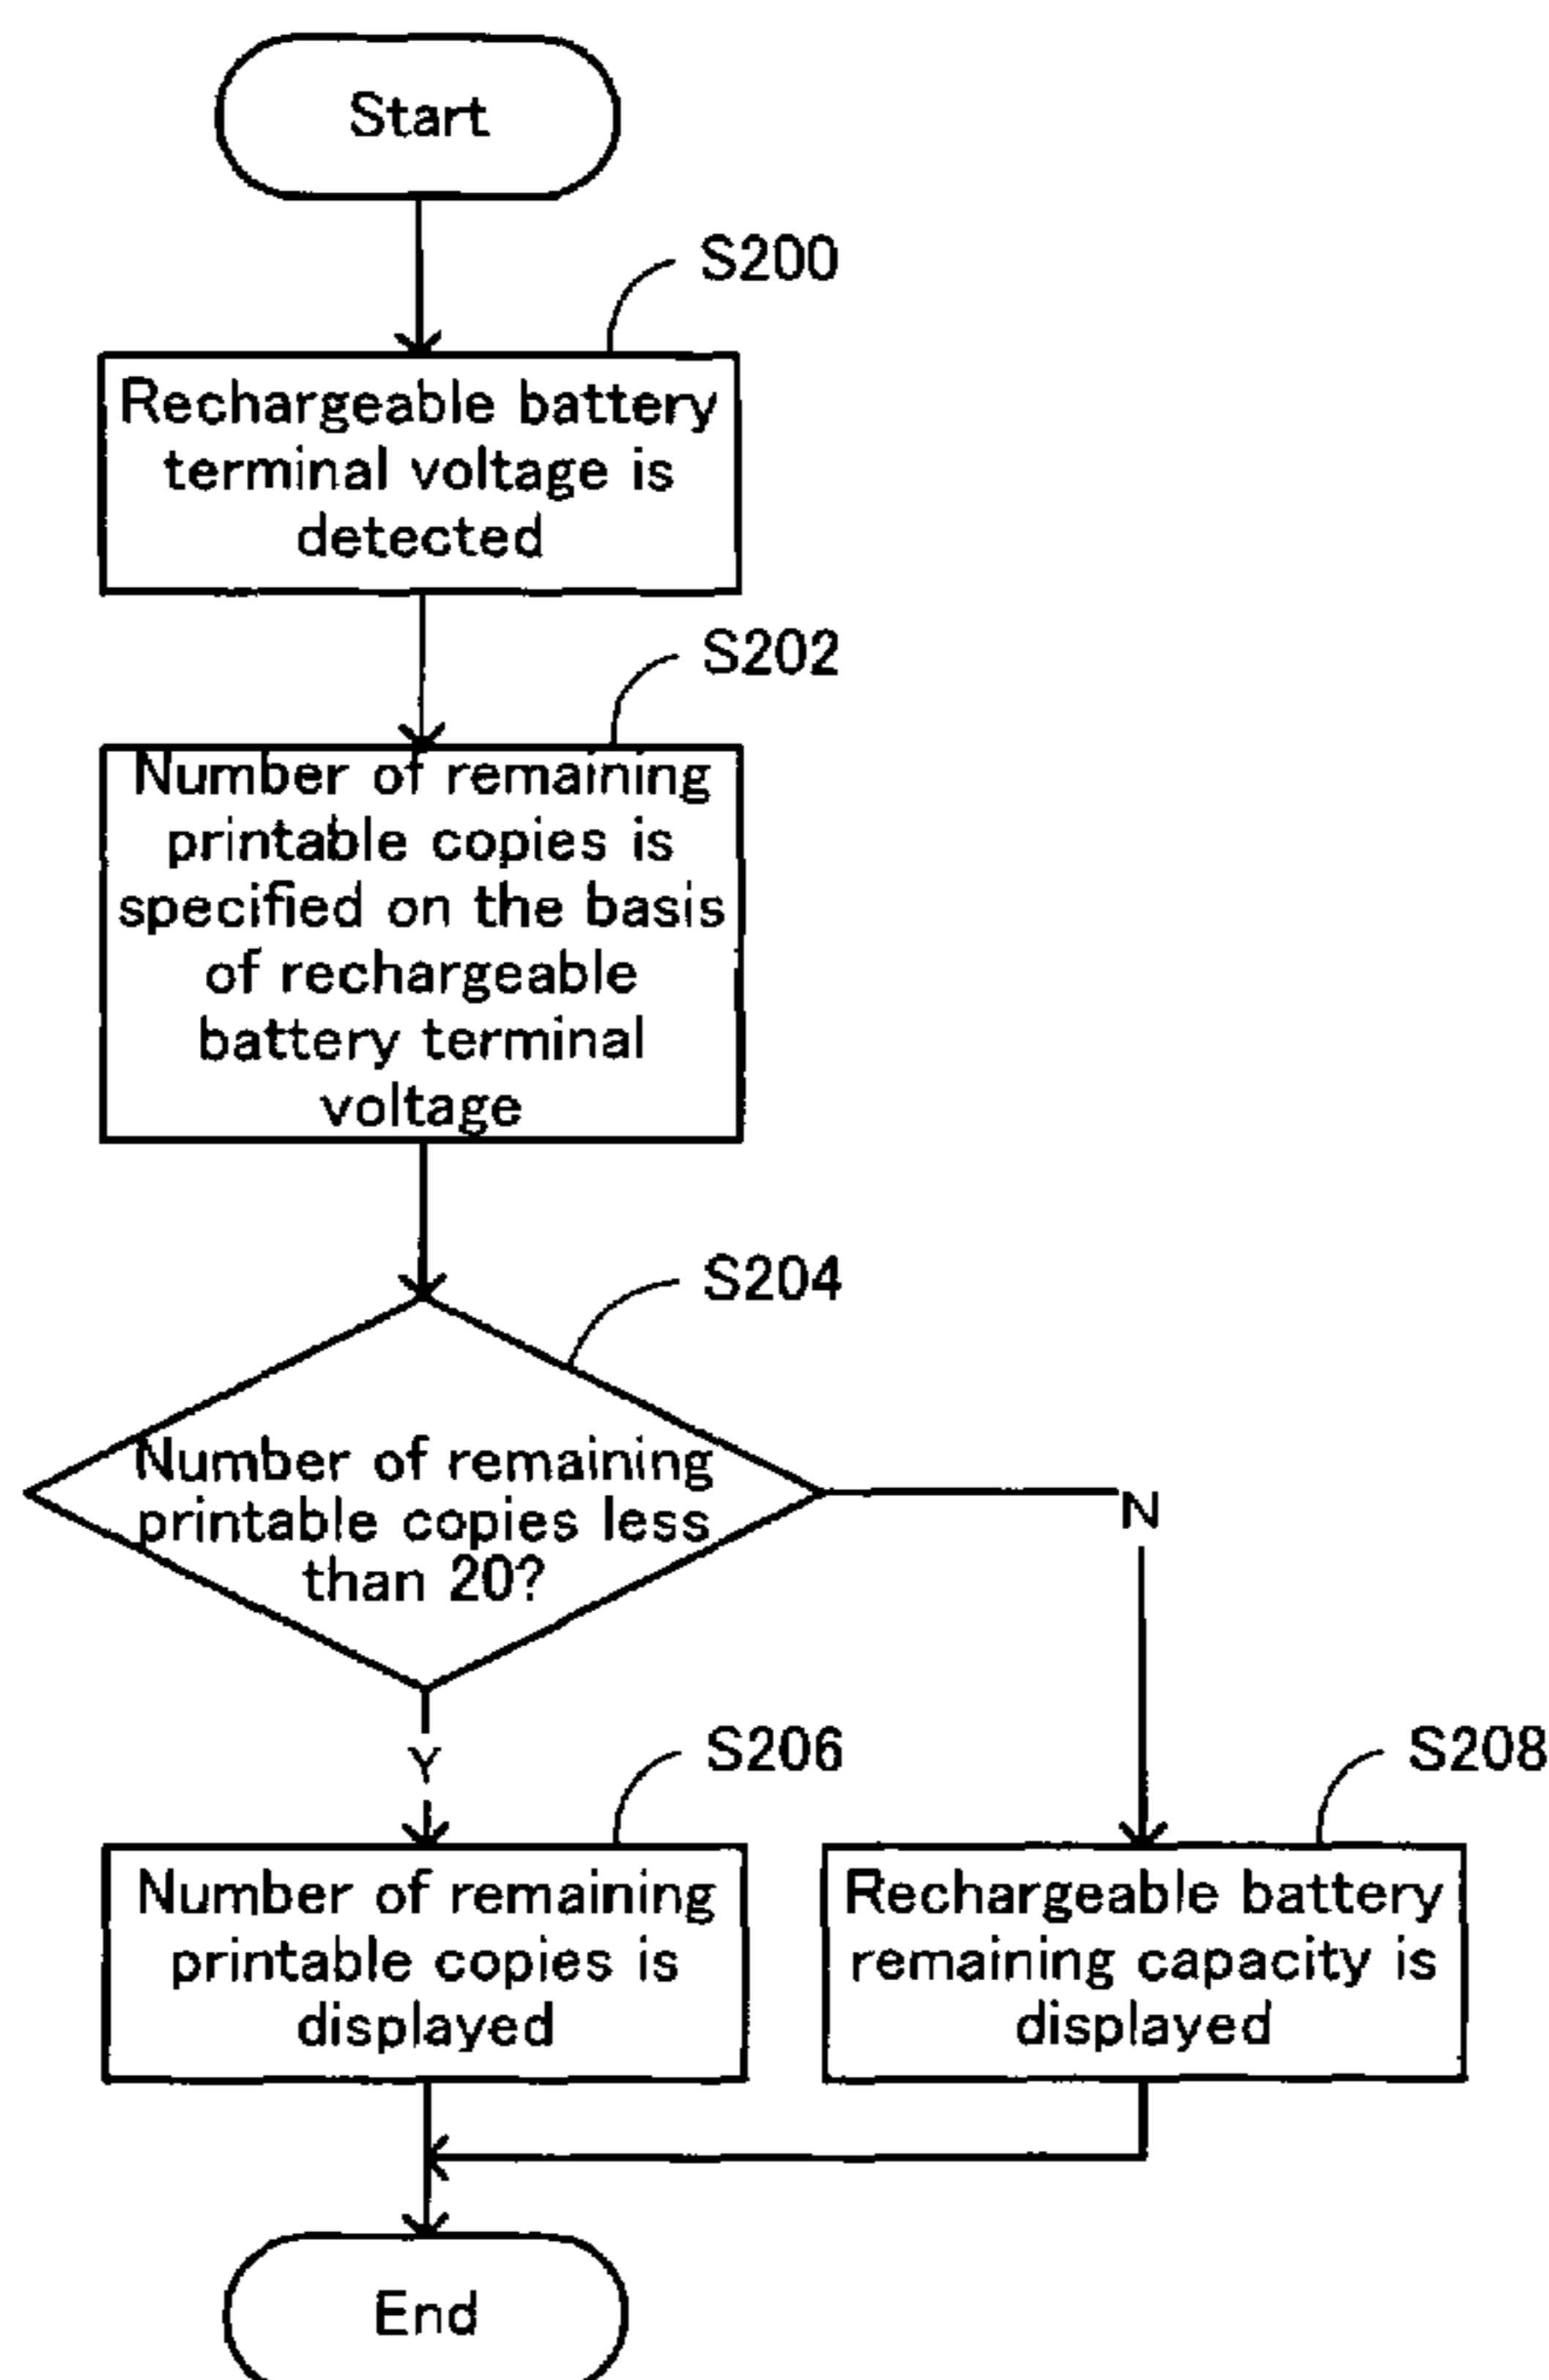 Start
S200
Rechargeable battery
terminal voltage is
detected
S202
Number of remaining
printable copies is
specified on the basis
of rechargeable
battery terminal
voltage
S204
Number of remaining
printable copies less
than 20?
N
Y
S206
Number of remaining
printable copies is
displayed
S208
Rechargeable battery
remaining capacity is
displayed
End